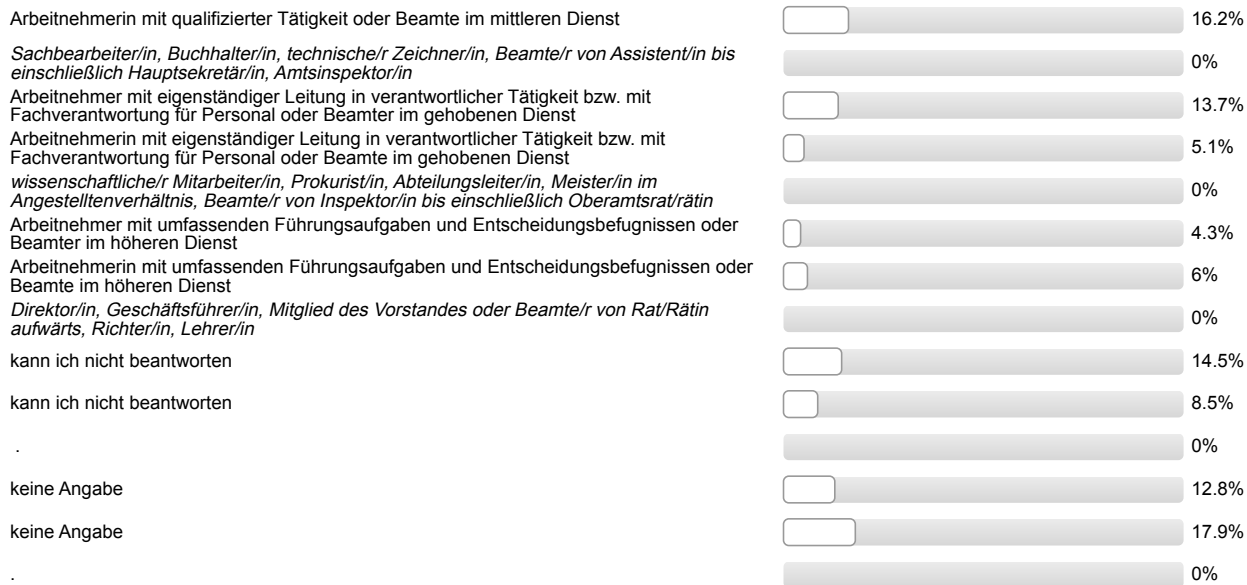 Arbeitnehmerin mit qualifizierter Tätigkeit oder Beamte im mittleren Dienst 16.2%
Sachbearbeiter/in, Buchhalter/in, technische/r Zeichner/in, Beamte/r von Assistent/in bis
einschließlich Hauptsekretär/in, Amtsinspektor/in 0%
Arbeitnehmer mit eigenständiger Leitung in verantwortlicher Tätigkeit bzw. mit
Fachverantwortung für Personal oder Beamter im gehobenen Dienst 13.7%
Arbeitnehmerin mit eigenständiger Leitung in verantwortlicher Tätigkeit bzw. mit
Fachverantwortung für Personal oder Beamte im gehobenen Dienst 5.1%
wissenschaftliche/r Mitarbeiter/in, Prokurist/in, Abteilungsleiter/in, Meister/in im
Angestelltenverhältnis, Beamte/r von Inspektor/in bis einschließlich Oberamtsrat/rätin 0%
Arbeitnehmer mit umfassenden Führungsaufgaben und Entscheidungsbefugnissen oder
Beamter im höheren Dienst 4.3%
Arbeitnehmerin mit umfassenden Führungsaufgaben und Entscheidungsbefugnissen oder
Beamte im höheren Dienst 6%
Direktor/in, Geschäftsführer/in, Mitglied des Vorstandes oder Beamte/r von Rat/Rätin
aufwärts, Richter/in, Lehrer/in 0%
kann ich nicht beantworten 14.5%
kann ich nicht beantworten 8.5%
. 0%
keine Angabe 12.8%
keine Angabe 17.9%
. 0%